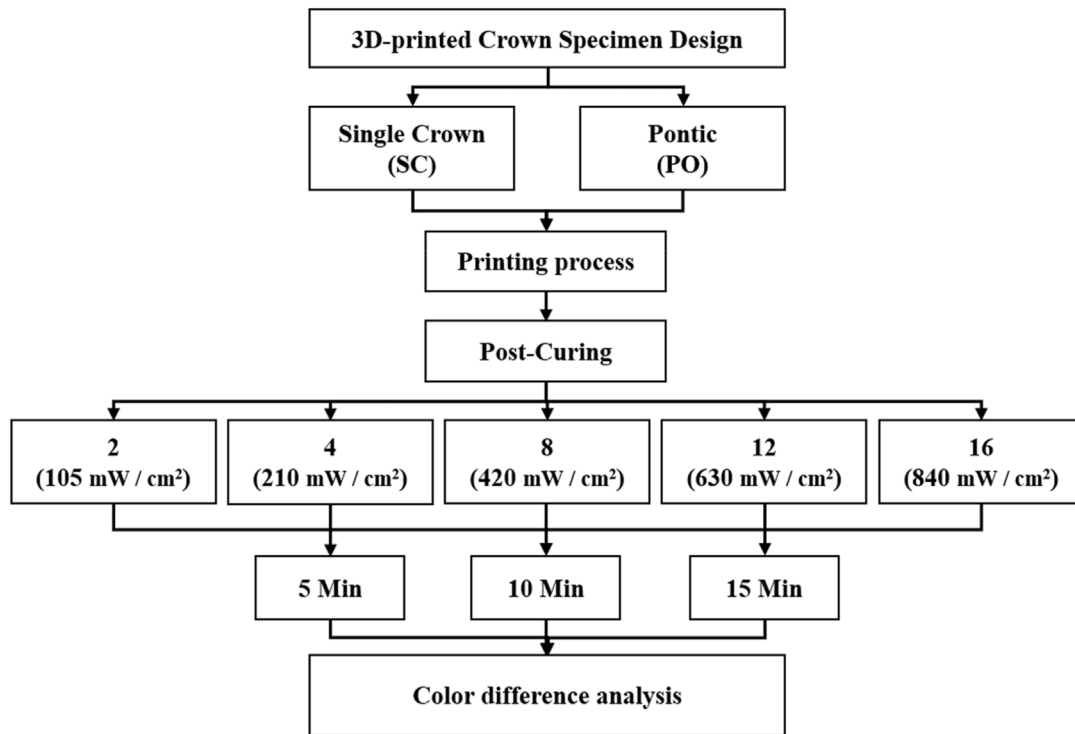 3D-printed Crown Specimen Design
Single Crown
(SC)
Pontic
(PO)
Printing process
Post-Curing
2
(105 mW / cm²)
4
(210 mW / cm²)
8
(420 mW / cm²)
12
(630 mW / cm²)
16
(840 mW / cm²)
5 Min
10 Min
15 Min
Color difference analysis